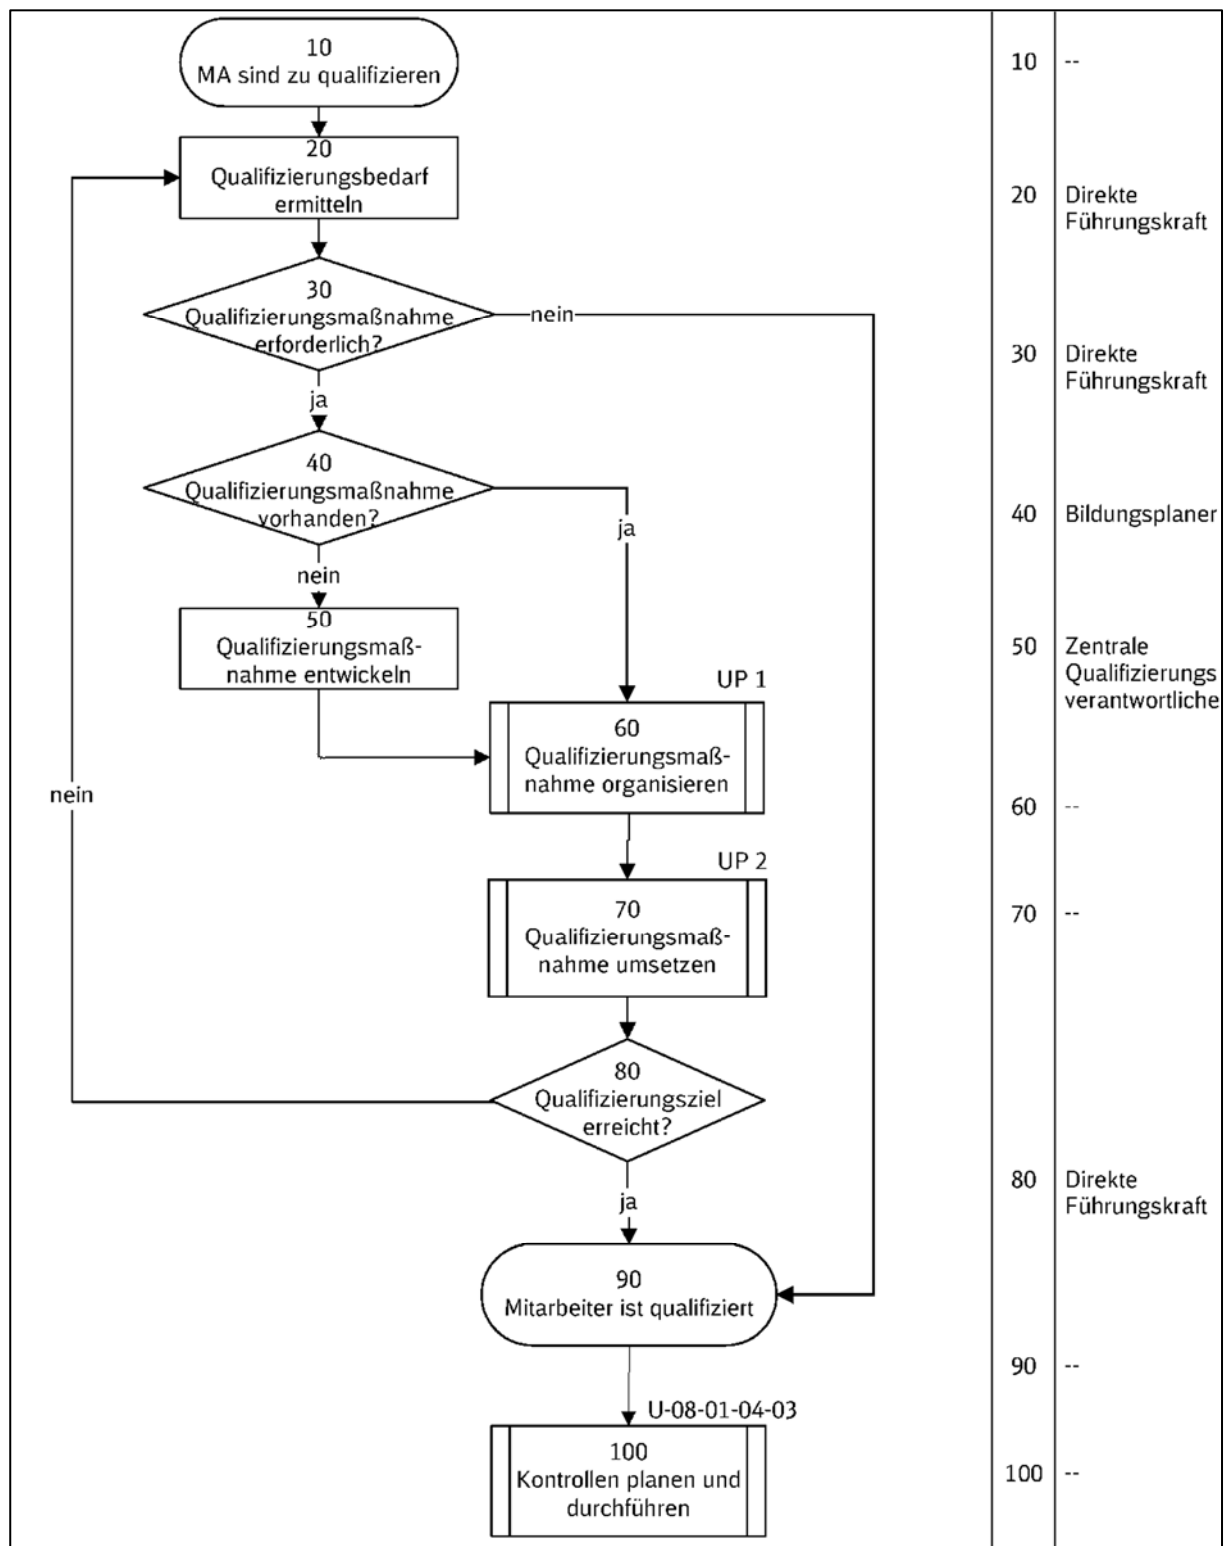 10
MA sind zu qualifizieren
20
Qualifizierungsbedarf
ermitteln
30
Qualifizierungsmaßnahme
erforderlich?
nein
ja
40
Qualifizierungsmaßnahme
vorhanden?
ja
nein
50
Qualifizierungsmaß-
nahme entwickeln
UP 1
60
Qualifizierungsmaß-
nahme organisieren
nein
UP 2
70
Qualifizierungsmaß-
nahme umsetzen
80
Qualifizierungsziel
erreicht?
ja
90
Mitarbeiter ist qualifiziert
U-08-01-04-03
100
Kontrollen planen und
durchführen
10 --
20 Direkte
Führungskraft
30 Direkte
Führungskraft
40 Bildungsplaner
50 Zentrale
Qualifizierungs
verantwortliche
60 --
70 --
80 Direkte
Führungskraft
90 --
100 --